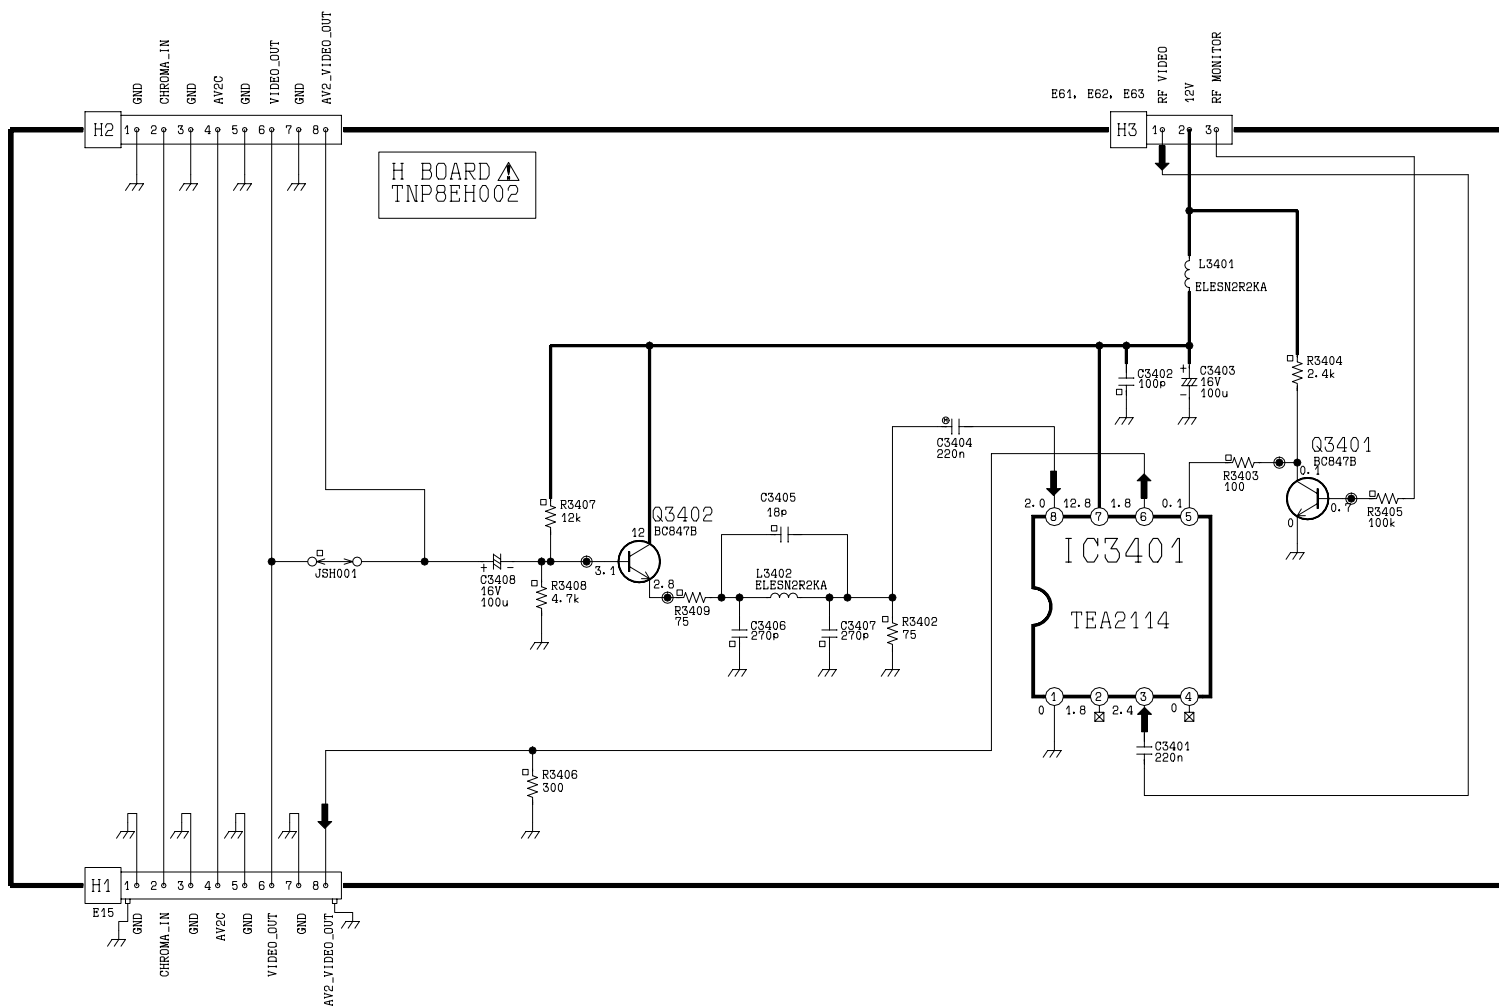 GND
CHROMA_IN
GND
AV2C
GND
VIDEO_OUT
GND
AV2_VIDEO_OUT
H2 1 2 3 4 5 6 7 8
E61, E62, E63
RF VIDEO
12V
RF MONITOR
H3 1 2 3
H BOARD
TNP8EH002
L3401
ELESN2R2KA
C3402
100p
+ C3403
16V
- 100u
R3404
2.4k
Q3401
BC847B
0.1
0.7
0
R3405
100k
R3403
100
M
C3404
220n
2.0 12.8 1.8 0.1
8 7 6 5
IC3401
TEA2114
1 2 3 4
0 1.8 2.4 0
C3401
220n
R3407
12k
Q3402
BC847B
12
3.1
2.8
JSH001
+ -
C3408
16V
100u
R3408
4.7k
R3409
75
C3405
18p
L3402
ELESN2R2KA
C3406
270p
C3407
270p
R3402
75
R3406
300
H1 1 2 3 4 5 6 7 8
E15
GND
CHROMA_IN
GND
AV2C
GND
VIDEO_OUT
GND
AV2_VIDEO_OUT